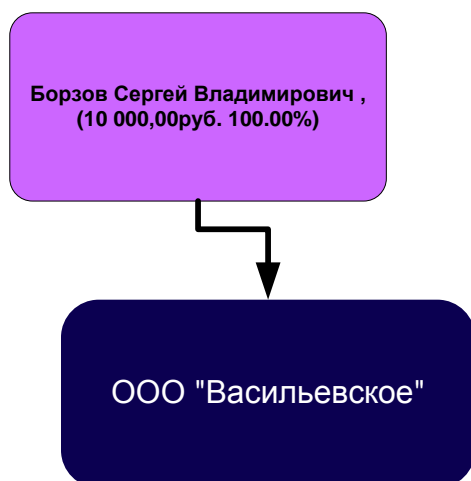 Борзов Сергей Владимирович ,
(10 000,00руб. 100.00%)
ООО "Васильевское"